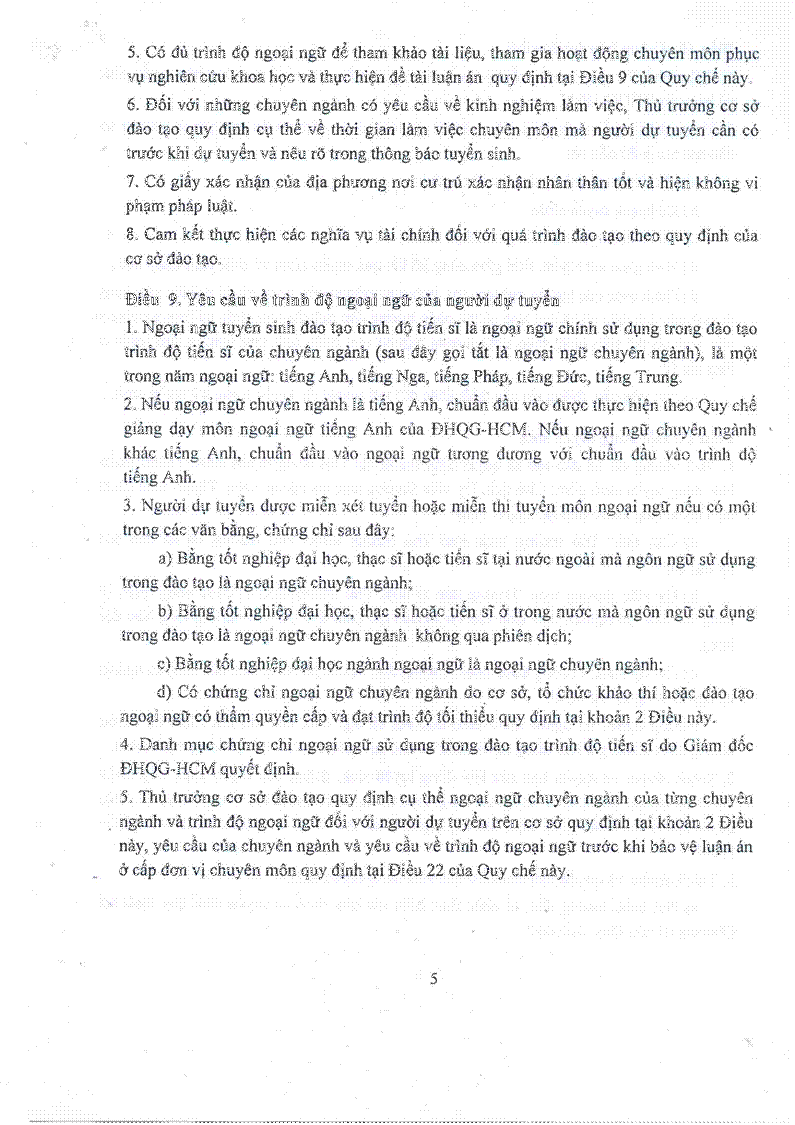 5. Có đủ trình độ ngoại ngữ để tham khảo tài liệu, tham gia hoạt động chuyên môn phục
vụ nghiên cứu khoa học và thực hiện đề tài luận án quy định tại Điều 9 của Quy chế này.
6. Đối với những chuyên ngành có yêu cầu về kinh nghiệm làm việc, Thủ trưởng cơ sở
đào tạo quy định cụ thể về thời gian làm việc chuyên môn mà người dự tuyển cần có
trước khi dự tuyển và nêu rõ trong thông báo tuyển sinh.
7. Có giấy xác nhận của địa phương nơi cư trú xác nhận nhân thân tốt và hiện không vi
phạm pháp luật.
8. Cam kết thực hiện các nghĩa vụ tài chính đối với quá trình đào tạo theo quy định của
cơ sở đào tạo.
Điều 9. Yêu cầu về trình độ ngoại ngữ của người dự tuyển
1. Ngoại ngữ tuyển sinh đào tạo trình độ tiến sĩ là ngoại ngữ chính sử dụng trong đào tạo
trình độ tiến sĩ của chuyên ngành (sau đây gọi tắt là ngoại ngữ chuyên ngành), là một
trong năm ngoại ngữ: tiếng Anh, tiếng Nga, tiếng Pháp, tiếng Đức, tiếng Trung.
2. Nếu ngoại ngữ chuyên ngành là tiếng Anh, chuẩn đầu vào được thực hiện theo Quy chế
giảng dạy môn ngoại ngữ tiếng Anh của ĐHQG-HCM. Nếu ngoại ngữ chuyên ngành
khác tiếng Anh, chuẩn đầu vào ngoại ngữ tương đương với chuẩn đầu vào trình độ
tiếng Anh.
3. Người dự tuyển được miễn xét tuyển hoặc miễn thi tuyển môn ngoại ngữ nếu có một
trong các văn bằng, chứng chỉ sau đây:
a) Bằng tốt nghiệp đại học, thạc sĩ hoặc tiến sĩ tại nước ngoài mà ngôn ngữ sử dụng
trong đào tạo là ngoại ngữ chuyên ngành;
b) Bằng tốt nghiệp đại học, thạc sĩ hoặc tiến sĩ ở trong nước mà ngôn ngữ sử dụng
trong đào tạo là ngoại ngữ chuyên ngành không qua phiên dịch;
c) Bằng tốt nghiệp đại học ngành ngoại ngữ là ngoại ngữ chuyên ngành;
d) Có chứng chỉ ngoại ngữ chuyên ngành do cơ sở, tổ chức khảo thí hoặc đào tạo
ngoại ngữ có thẩm quyền cấp và đạt trình độ tối thiểu quy định tại khoản 2 Điều này.
4. Danh mục chứng chỉ ngoại ngữ sử dụng trong đào tạo trình độ tiến sĩ do Giám đốc
ĐHQG-HCM quyết định.
5. Thủ trưởng cơ sở đào tạo quy định cụ thể ngoại ngữ chuyên ngành của từng chuyên
ngành và trình độ ngoại ngữ đối với người dự tuyển trên cơ sở quy định tại khoản 2 Điều
này, yêu cầu của chuyên ngành và yêu cầu về trình độ ngoại ngữ trước khi bảo vệ luận án
ở cấp đơn vị chuyên môn quy định tại Điều 22 của Quy chế này.
5